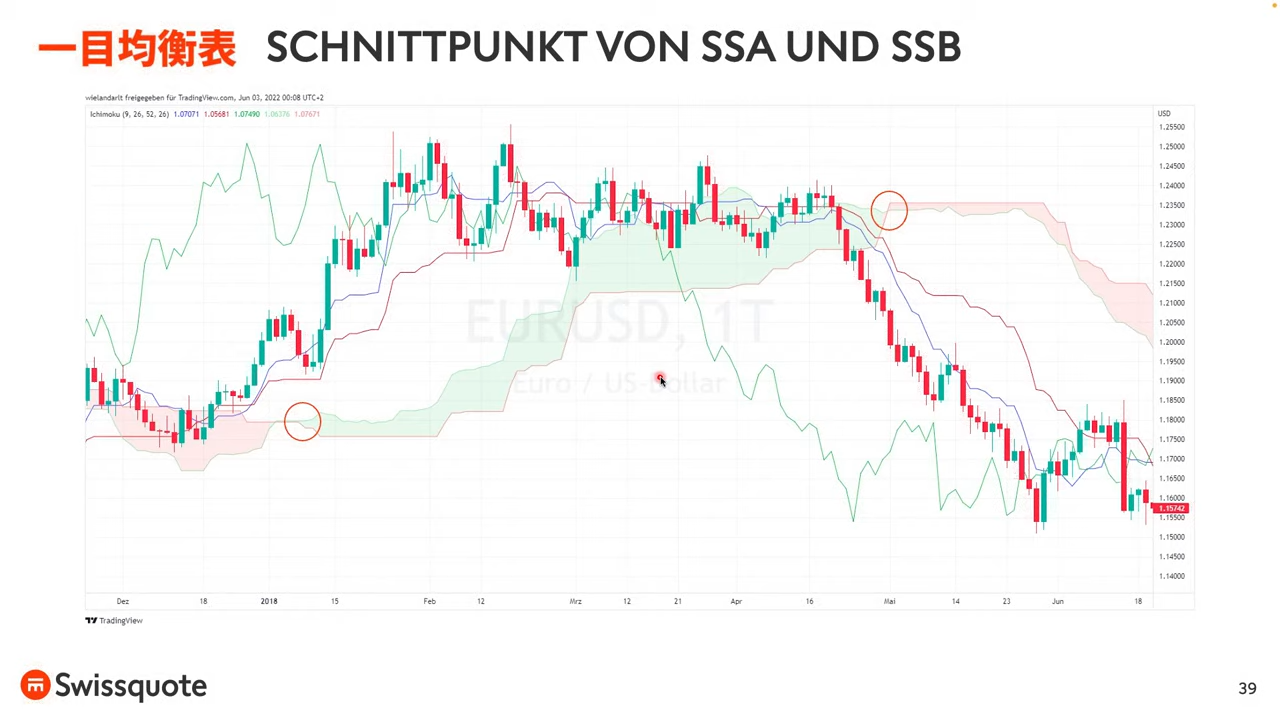 一目均衡表 SCHNITTPUNKT VON SSA UND SSB
wielandarlt freigegeben für TradingView.com, Jun 03, 2022 00:08 UTC+2
Ichimoku (9, 26, 52, 26) 1.07071 1.05681 1.07490 1.06376 1.07671
USD
1.25500
1.25000
1.24500
1.24000
1.23500
1.23000
1.22500
1.22000
1.21500
1.21000
1.20500
1.20000
1.19500
1.19000
1.18500
1.18000
1.17500
1.17000
1.16500
1.16000
1.15742
1.15500
1.15000
1.14500
1.14000
EURUSD, 1T
Euro / US-Dollar
Dez 18 2018 15 Feb 12 Mrz 12 21 Apr 16 Mai 14 23 Jun 18
TradingView
Swissquote
39